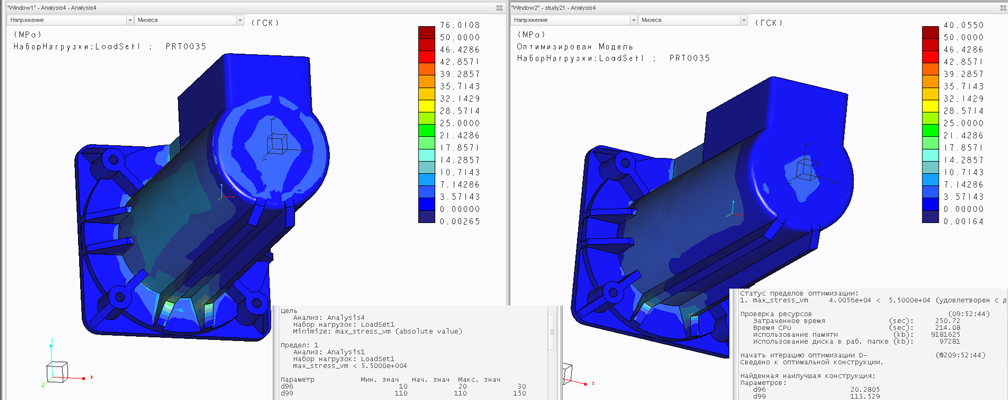 "Window1" - Analysis4 - Analysis4
Напряжение
Мизеса
(ГСК)
(MPa)
НаборНагрузки:LoadSet1 : PRT0035
76.0108
50.0000
46.4286
42.8571
39.2857
35.7143
32.1429
28.5714
25.0000
21.4286
17.8571
14.2857
10.7143
7.14286
3.57143
0.00000
0.00265
Цель
Анализ: Analysis4
Набор нагрузок: LoadSet1
Minimize: max_stress_vm (absolute value)
Предел: 1
Анализ: Analysis1
Набор нагрузок: LoadSet1
max_stress_vm < 5.5000e+04
Параметр Мин. знач Нач. знач Макс. знач
d96 10 20 30
d99 110 110 150
"Window2" - study21 - Analysis4
Напряжение
Мизеса
(ГСК)
(MPa)
Оптимизирован Модель
НаборНагрузки:LoadSet1 : PRT0035
40.0550
50.0000
46.4286
42.8571
39.2857
35.7143
32.1429
28.5714
25.0000
21.4286
17.8571
14.2857
10.7143
7.14286
3.57143
0.00000
0.00164
Статус пределов оптимизации:
1. max_stress_vm 4.0056e+04 < 5.5000e+04 (удовлетворен с д
Проверка ресурсов (09:52:44)
Затраченное время (sec): 250.72
Время CPU (sec): 214.08
Использование памяти (kb): 9181625
Использование диска в раб. папке (kb): 97281
Начать итерацию оптимизации 0- (09:52:44)
Сведено к оптимальной конструкции.
Найденная наилучшая конструкция:
Параметров:
d96 20.2805
d99 113.529